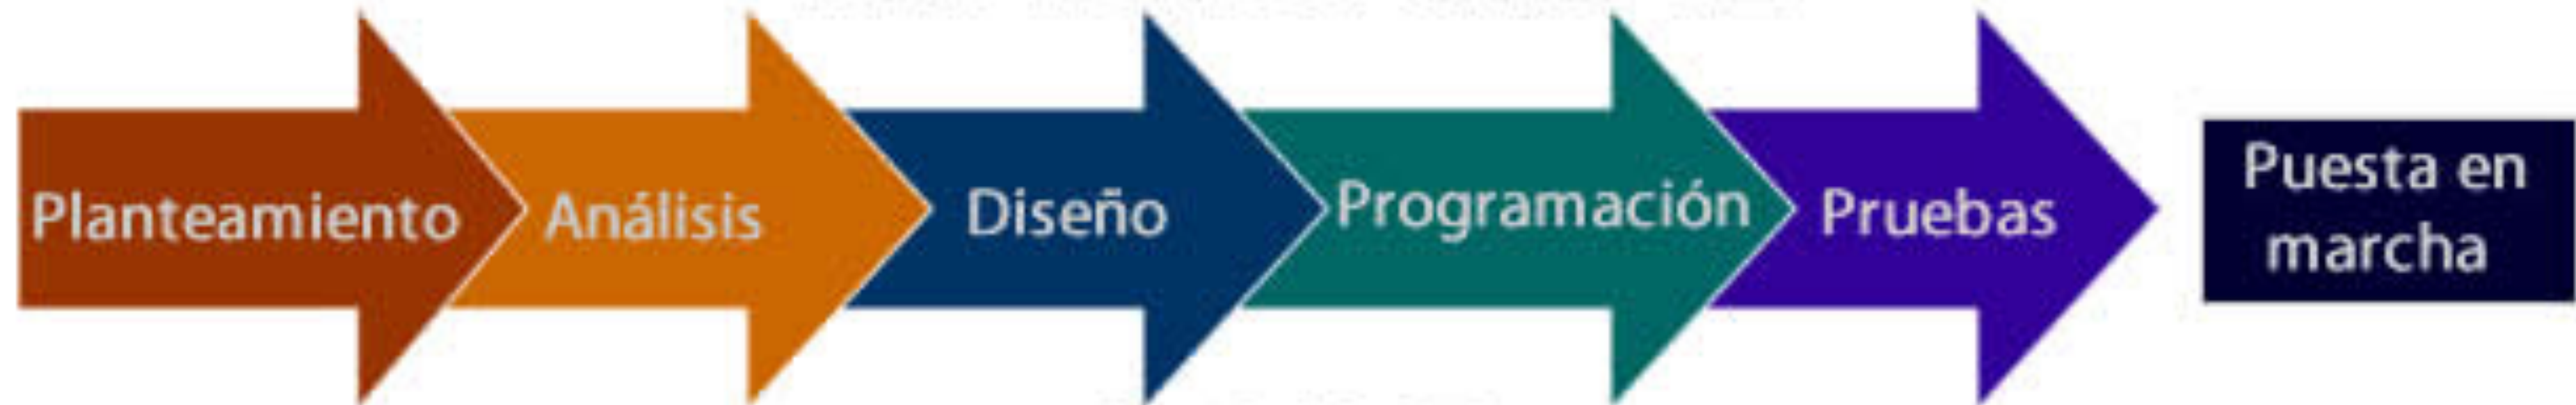 Planteamiento
Análisis
Diseño
Programación
Pruebas
Puesta en
marcha